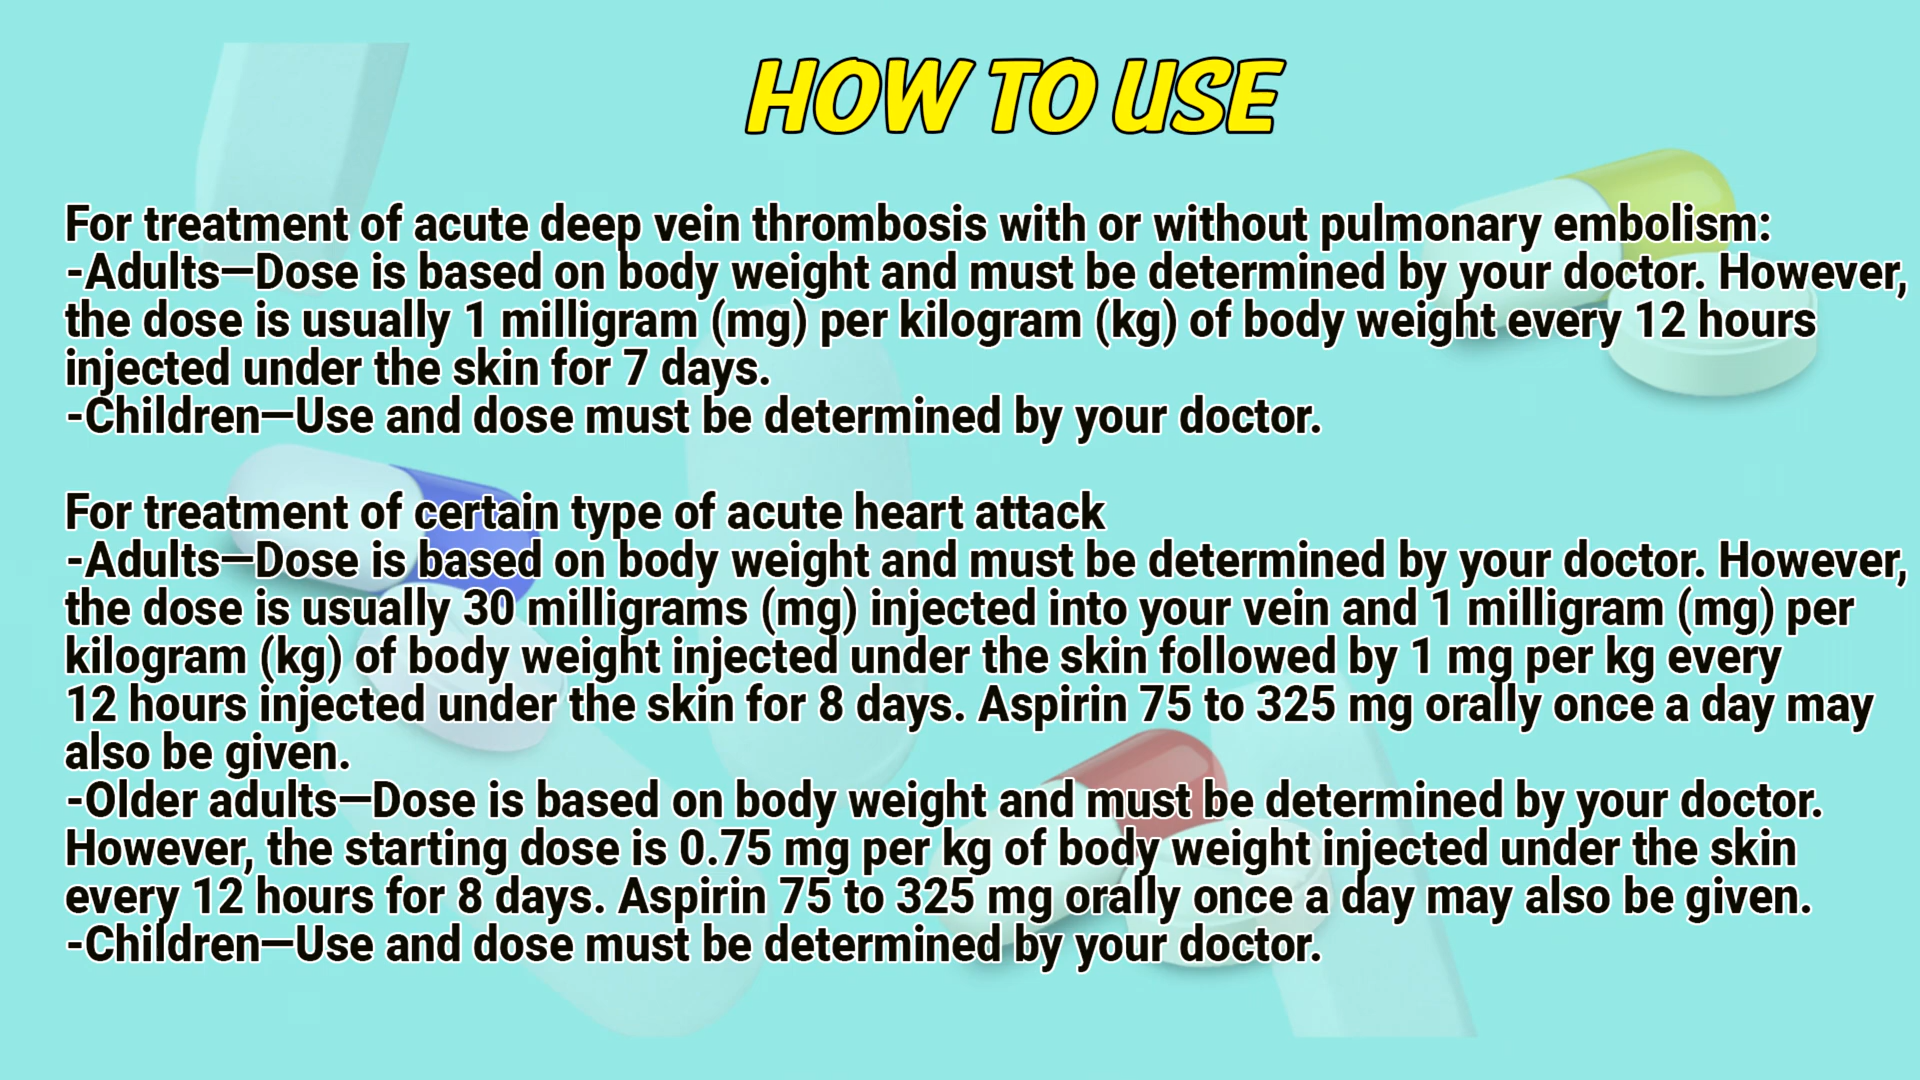 HOW TO USE
For treatment of acute deep vein thrombosis with or without pulmonary embolism:
-Adults—Dose is based on body weight and must be determined by your doctor. However,
the dose is usually 1 milligram (mg) per kilogram (kg) of body weight every 12 hours
injected under the skin for 7 days.
-Children—Use and dose must be determined by your doctor.
For treatment of certain type of acute heart attack
-Adults—Dose is based on body weight and must be determined by your doctor. However,
the dose is usually 30 milligrams (mg) injected into your vein and 1 milligram (mg) per
kilogram (kg) of body weight injected under the skin followed by 1 mg per kg every
12 hours injected under the skin for 8 days. Aspirin 75 to 325 mg orally once a day may
also be given.
-Older adults—Dose is based on body weight and must be determined by your doctor.
However, the starting dose is 0.75 mg per kg of body weight injected under the skin
every 12 hours for 8 days. Aspirin 75 to 325 mg orally once a day may also be given.
-Children—Use and dose must be determined by your doctor.